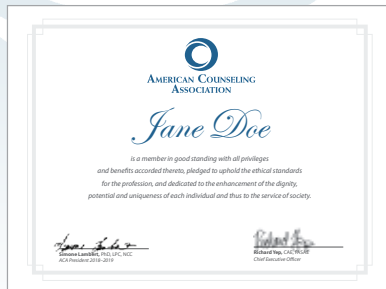 AMERICAN COUNSELING
ASSOCIATION
Jane Doe
is a member in good standing with all privileges
and benefits accorded thereto, pledged to uphold the ethical standards
for the profession, and dedicated to the enhancement of the dignity,
potential and uniqueness of each individual and thus to the service of society.
Simone Lambert, PhD, LPC, NCC
ACA President 2018–2019
Richard Yep, CAE, FASAE
Chief Executive Officer